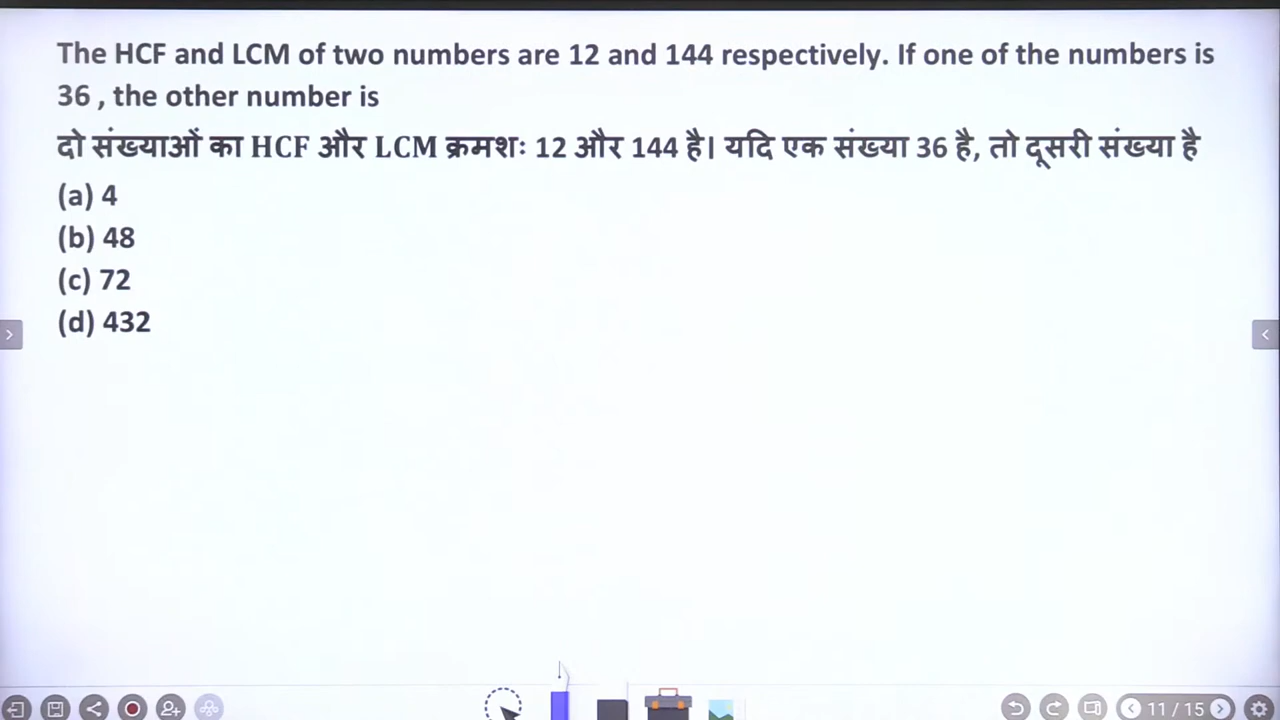 The HCF and LCM of two numbers are 12 and 144 respectively. If one of the numbers is
36 , the other number is
दो संख्याओं का HCF और LCM क्रमशः 12 और 144 है। यदि एक संख्या 36 है, तो दूसरी संख्या है
(a) 4
(b) 48
(c) 72
(d) 432
11 / 15